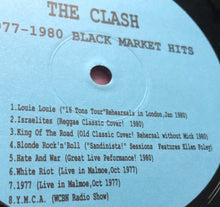 THE CLASH
977-1980 BLACK MARKET HITS
1.Louie Louie ("16 Tons Tour"Rehearsals in London,Jan 1980)
2.Israelites (Reggae Classic Cover! 1980)
3.King Of The Road (Old Classic Cover! Rehersal without Mick 1980)
4.Blonde Rock'n'Roll ("Sandinista!" Sessions Features Ellen Foley)
5.Hate And War (Great Live Peformance! 1980)
6.White Riot (Live in Malmoe,Oct 1977)
7.1977 (Live in Malmoe,Oct 1977)
8.Y.M.C.A. (WCBN Radio Show)